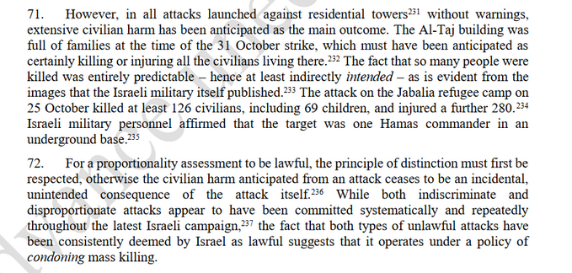 71. However, in all attacks launched against residential towers²³¹ without warnings,
extensive civilian harm has been anticipated as the main outcome. The Al-Taj building was
full of families at the time of the 31 October strike, which must have been anticipated as
certainly killing or injuring all the civilians living there.²³² The fact that so many people were
killed was entirely predictable – hence at least indirectly intended – as is evident from the
images that the Israeli military itself published.²³³ The attack on the Jabalia refugee camp on
25 October killed at least 126 civilians, including 69 children, and injured a further 280.²³⁴
Israeli military personnel affirmed that the target was one Hamas commander in an
underground base.²³⁵
72. For a proportionality assessment to be lawful, the principle of distinction must first be
respected, otherwise the civilian harm anticipated from an attack ceases to be an incidental,
unintended consequence of the attack itself.²³⁶ While both indiscriminate and
disproportionate attacks appear to have been committed systematically and repeatedly
throughout the latest Israeli campaign,²³⁷ the fact that both types of unlawful attacks have
been consistently deemed by Israel as lawful suggests that it operates under a policy of
condoning mass killing.